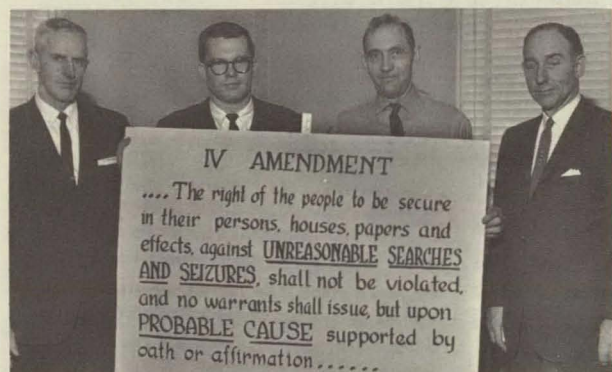 IV AMENDMENT
.... The right of the people to be secure
in their persons, houses, papers and
effects, against UNREASONABLE SEARCHES
AND SEIZURES, shall not be violated,
and no warrants shall issue, but upon
PROBABLE CAUSE supported by
oath or affirmation ......